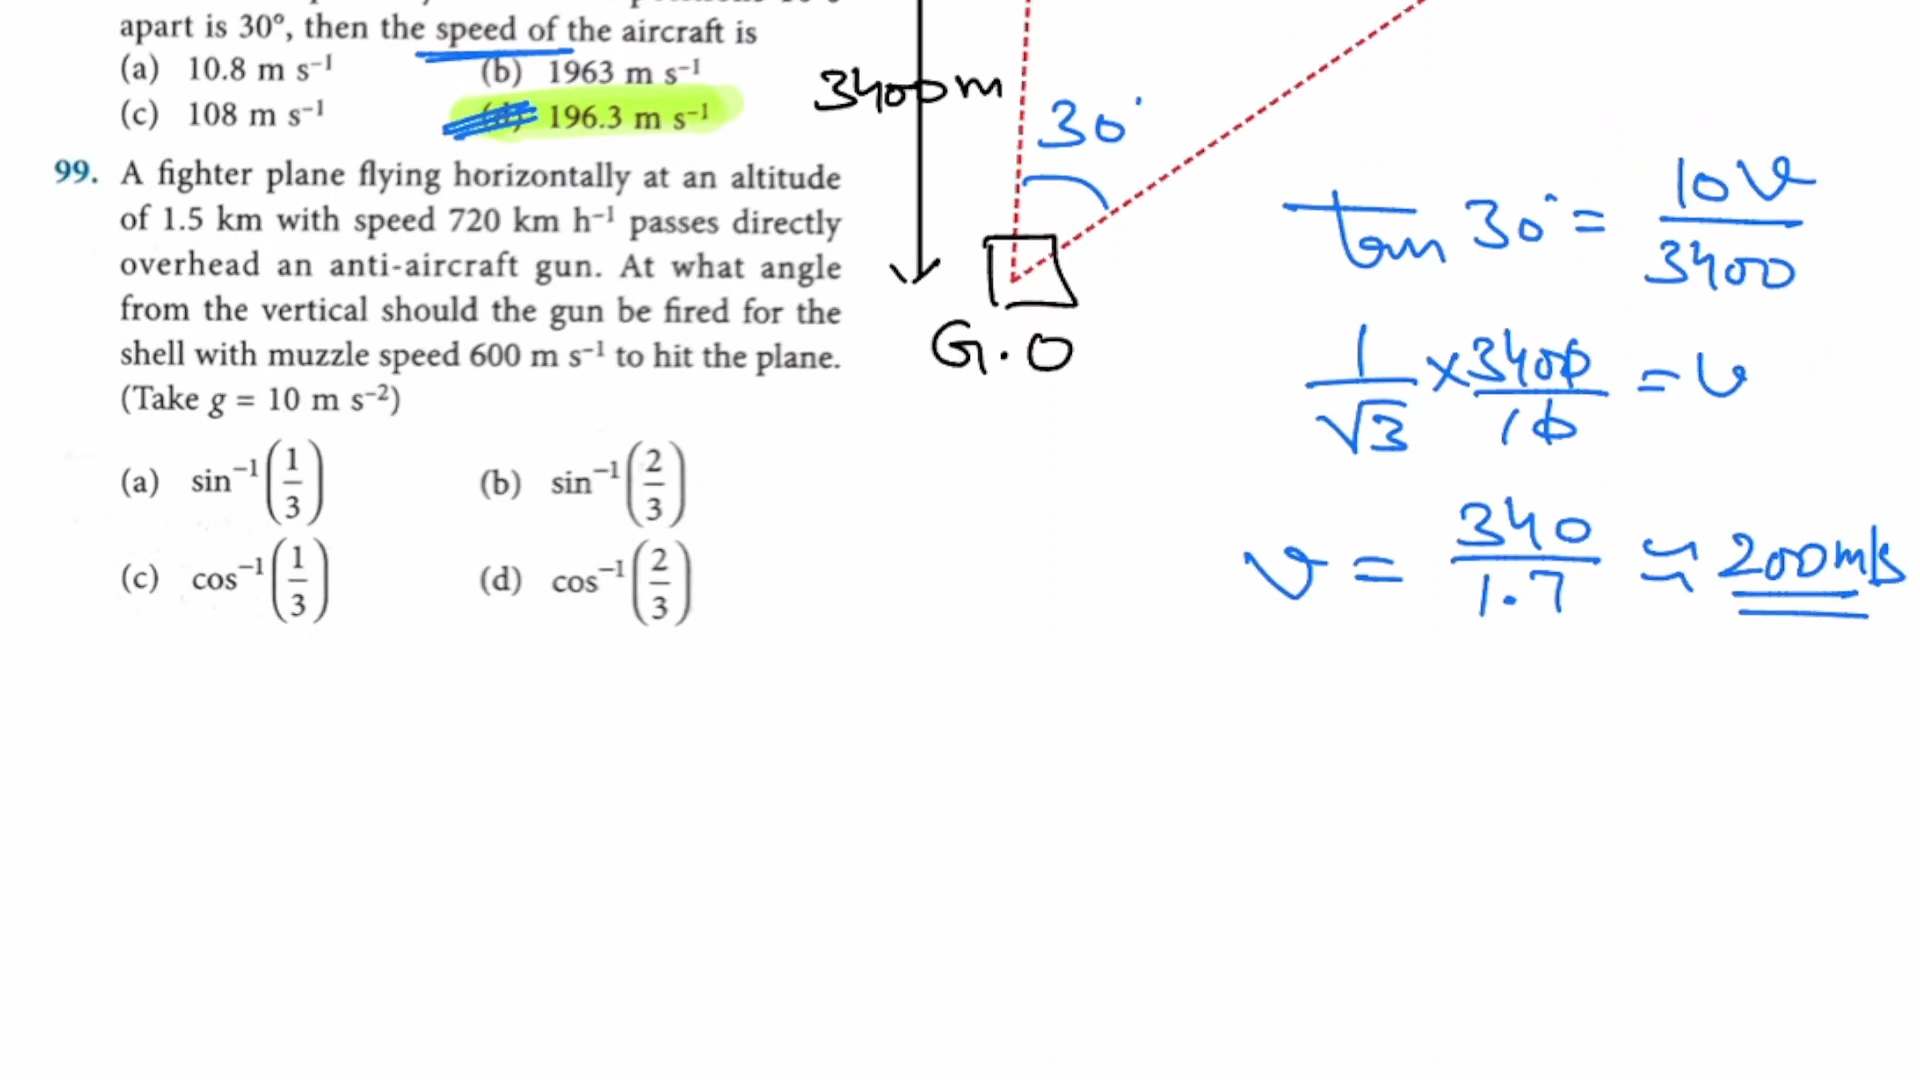 apart is 30°, then the speed of the aircraft is
(a) 10.8 m s⁻¹ (b) 1963 m s⁻¹
(c) 108 m s⁻¹ (d) 196.3 m s⁻¹
99. A fighter plane flying horizontally at an altitude
of 1.5 km with speed 720 km h⁻¹ passes directly
overhead an anti-aircraft gun. At what angle
from the vertical should the gun be fired for the
shell with muzzle speed 600 m s⁻¹ to hit the plane.
(Take g = 10 m s⁻²)
(a) sin⁻¹(1/3) (b) sin⁻¹(2/3)
(c) cos⁻¹(1/3) (d) cos⁻¹(2/3)
3400m
30°
G.O
tan 30° = 10v/3400
1/√3 × 3400/10 = v
v = 340/1.7 ≈ 200m/s